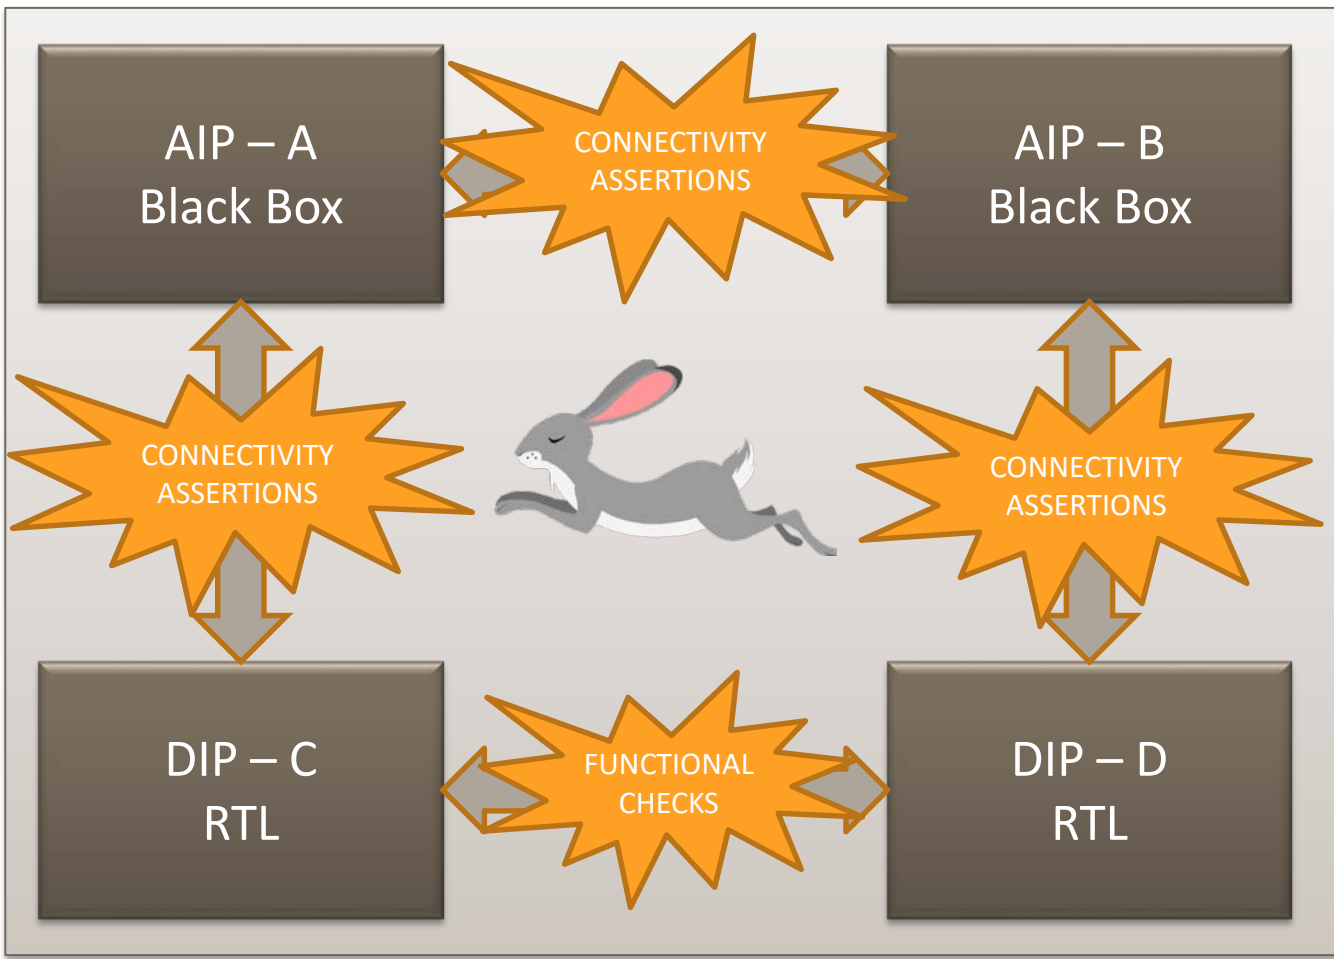 AIP – A
Black Box
CONNECTIVITY
ASSERTIONS
AIP – B
Black Box
CONNECTIVITY
ASSERTIONS
CONNECTIVITY
ASSERTIONS
DIP – C
RTL
FUNCTIONAL
CHECKS
DIP – D
RTL